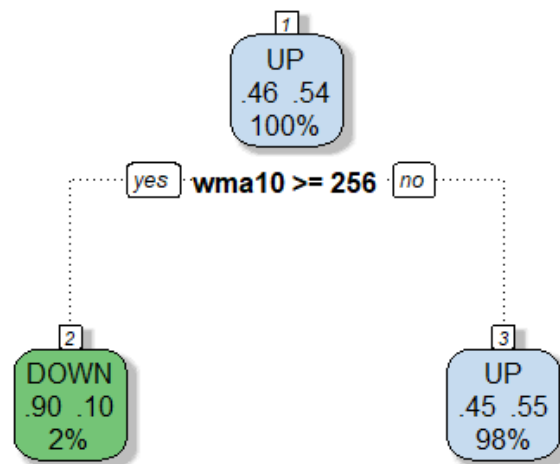 1
UP
.46 .54
100%
yes wma10 >= 256 no
2
DOWN
.90 .10
2%
3
UP
.45 .55
98%